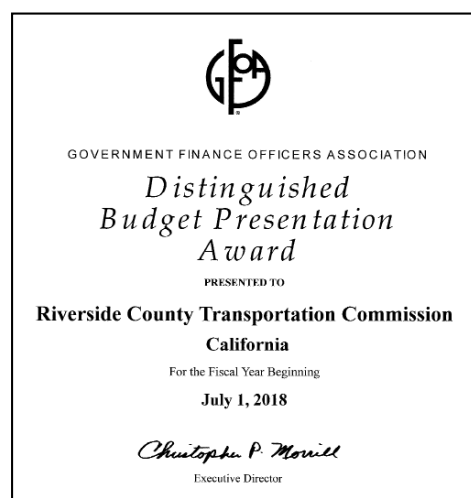 GFOA
GOVERNMENT FINANCE OFFICERS ASSOCIATION
Distinguished
Budget Presentation
Award
PRESENTED TO
Riverside County Transportation Commission
California
For the Fiscal Year Beginning
July 1, 2018
Christopher P. Morrill
Executive Director